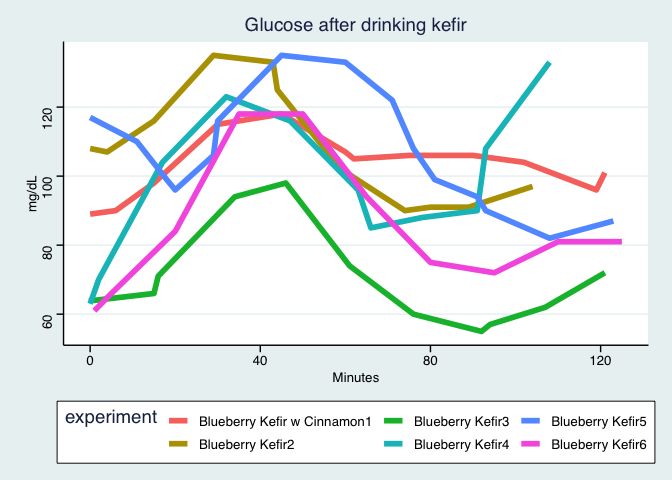 Glucose after drinking kefir
mg/dL
120
100
80
60
0 40 80 120
Minutes
experiment
Blueberry Kefir w Cinnamon1 Blueberry Kefir3 Blueberry Kefir5
Blueberry Kefir2 Blueberry Kefir4 Blueberry Kefir6